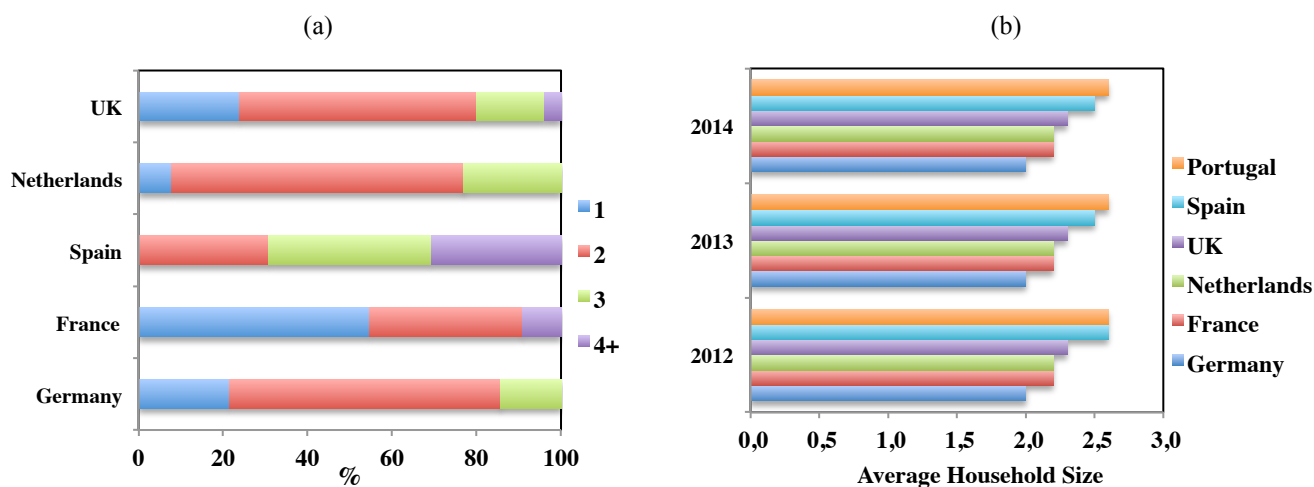 (a)
UK
Netherlands
Spain
France
Germany
0 20 40 60 80 100
%
1
2
3
4+
(b)
2014
2013
2012
0,0 0,5 1,0 1,5 2,0 2,5 3,0
Average Household Size
Portugal
Spain
UK
Netherlands
France
Germany